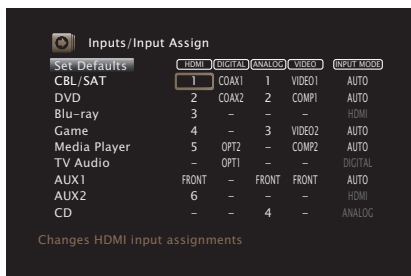 Inputs/Input Assign
Set Defaults HDMI DIGITAL ANALOG VIDEO INPUT MODE
CBL/SAT 1 COAX1 1 VIDEO1 AUTO
DVD 2 COAX2 2 COMP1 AUTO
Blu-ray 3 – – – HDMI
Game 4 – 3 VIDEO2 AUTO
Media Player 5 OPT2 – COMP2 AUTO
TV Audio – OPT1 – – DIGITAL
AUX1 FRONT – FRONT FRONT AUTO
AUX2 6 – – – HDMI
CD – – 4 – ANALOG
Changes HDMI input assignments